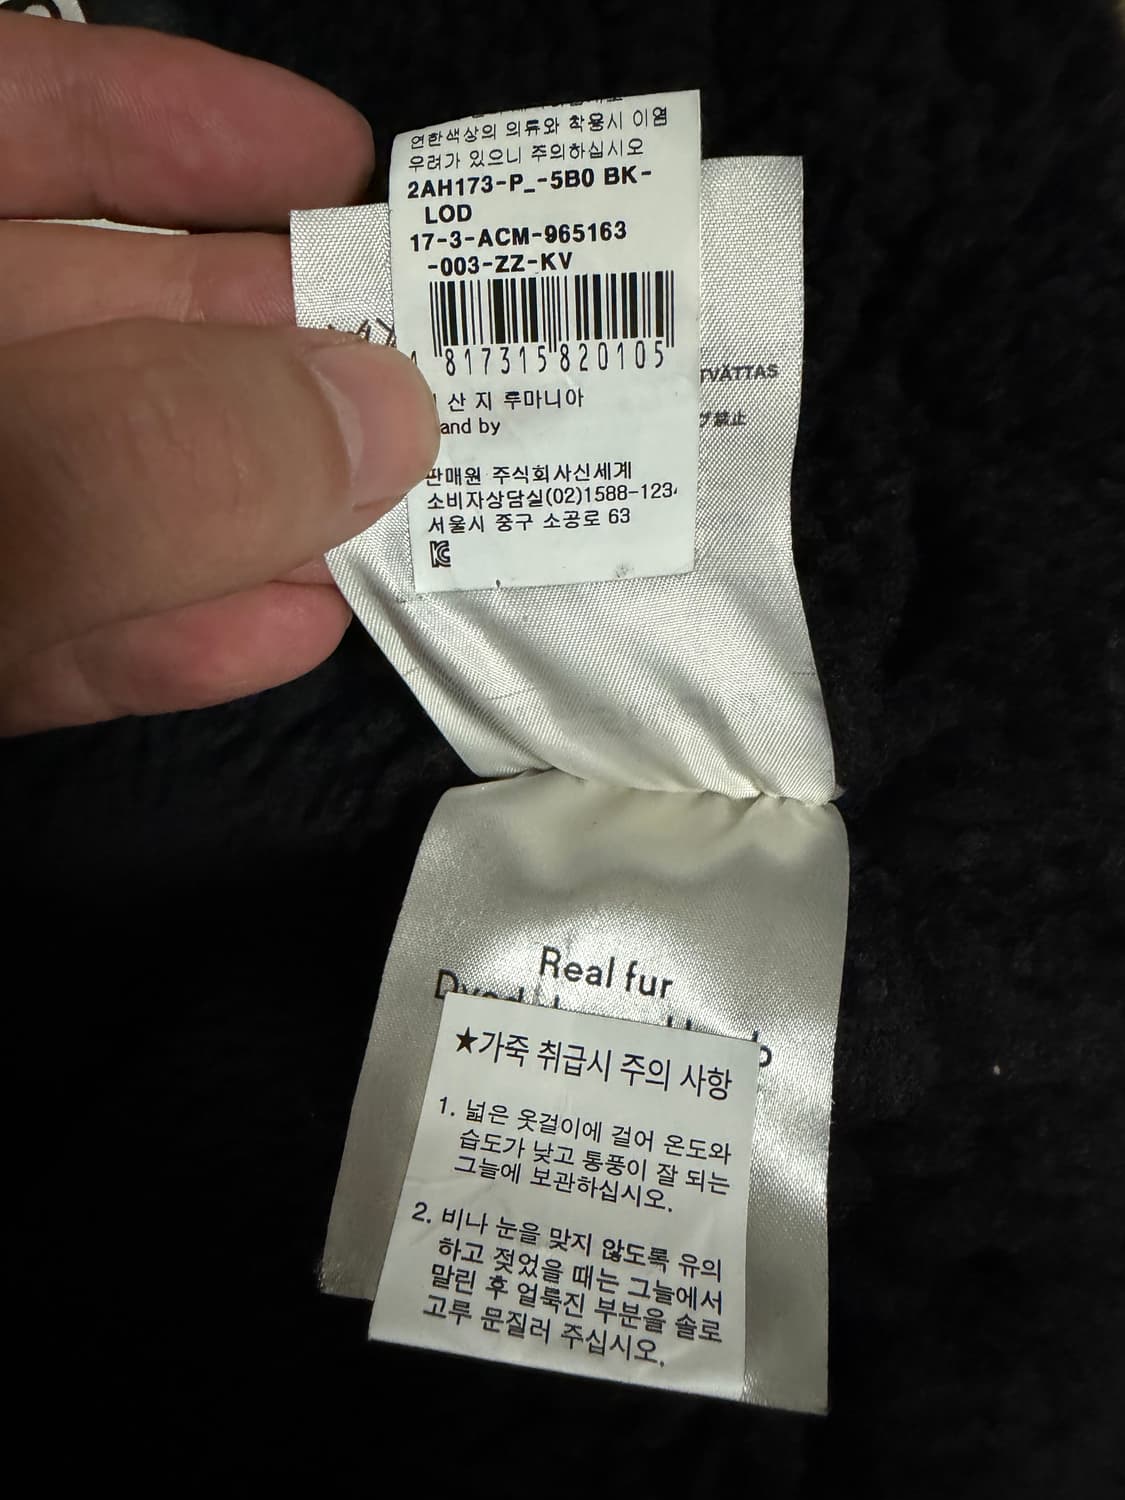 연한색상의 의류와 착용시 이염
우려가 있으니 주의하십시오
2AH173-P_-5B0 BK-
LOD
17-3-ACM-965163
-003-ZZ-KV
817315 820105
산 지 루마니아
and by
판매원 주식회사신세계
소비자상담실(02)1588-123
서울시 중구 소공로 63
TVÄTTAS
禁止
Real fur
★가죽 취급시 주의 사항
1. 넓은 옷걸이에 걸어 온도와
습도가 낮고 통풍이 잘 되는
그늘에 보관하십시오.
2. 비나 눈을 맞지 않도록 유의
하고 젖었을 때는 그늘에서
말린 후 얼룩진 부분을 솔로
고루 문질러 주십시오.